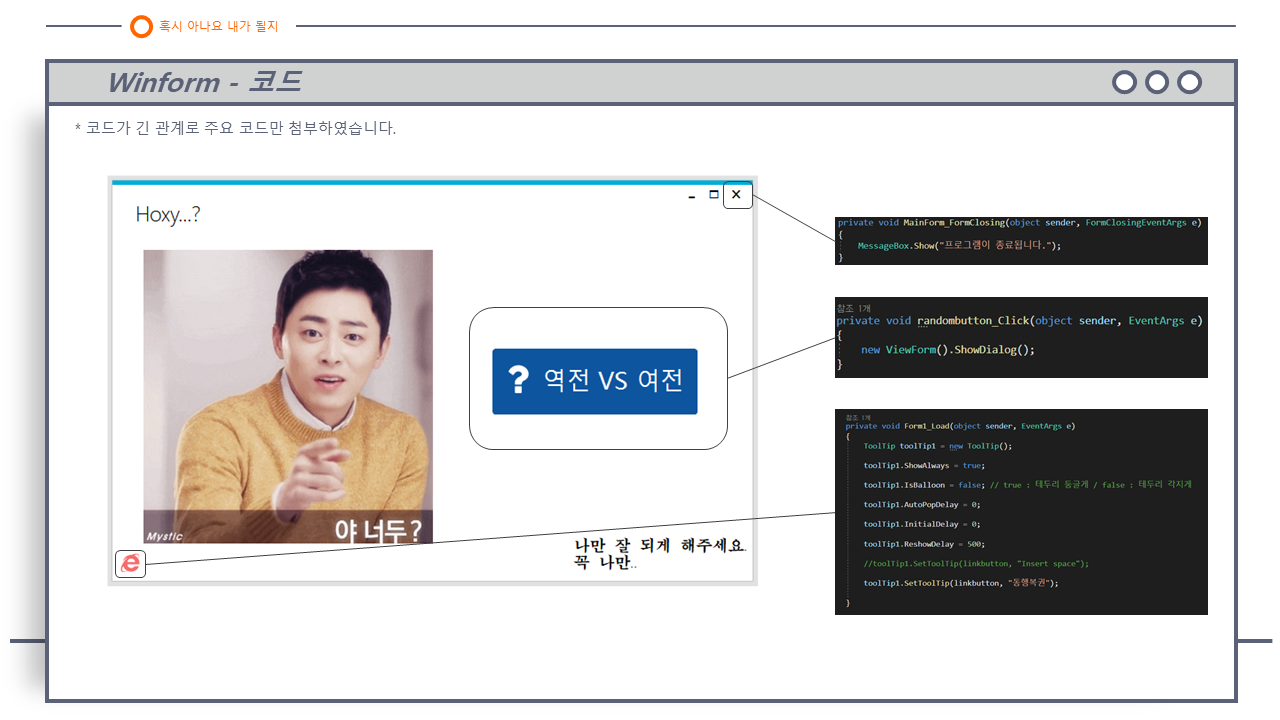 혹시 아나요 내가 될지
Winform - 코드
* 코드가 긴 관계로 주요 코드만 첨부하였습니다.
Hoxy...?
야 너두?
Mystic
? 역전 VS 여전
나만 잘 되게 해주세요.
꼭 나만..
private void MainForm_FormClosing(object sender, FormClosingEventArgs e)
{
MessageBox.Show("프로그램이 종료됩니다.");
}
참조 1개
private void randombutton_Click(object sender, EventArgs e)
{
new ViewForm().ShowDialog();
}
참조 1개
private void Form1_Load(object sender, EventArgs e)
{
ToolTip toolTip1 = new ToolTip();
toolTip1.ShowAlways = true;
toolTip1.IsBalloon = false; // true : 테두리 둥글게 / false : 테두리 각지게
toolTip1.AutoPopDelay = 0;
toolTip1.InitialDelay = 0;
toolTip1.ReshowDelay = 500;
//toolTip1.SetToolTip(linkbutton, "Insert space");
toolTip1.SetToolTip(linkbutton, "동행복권");
}